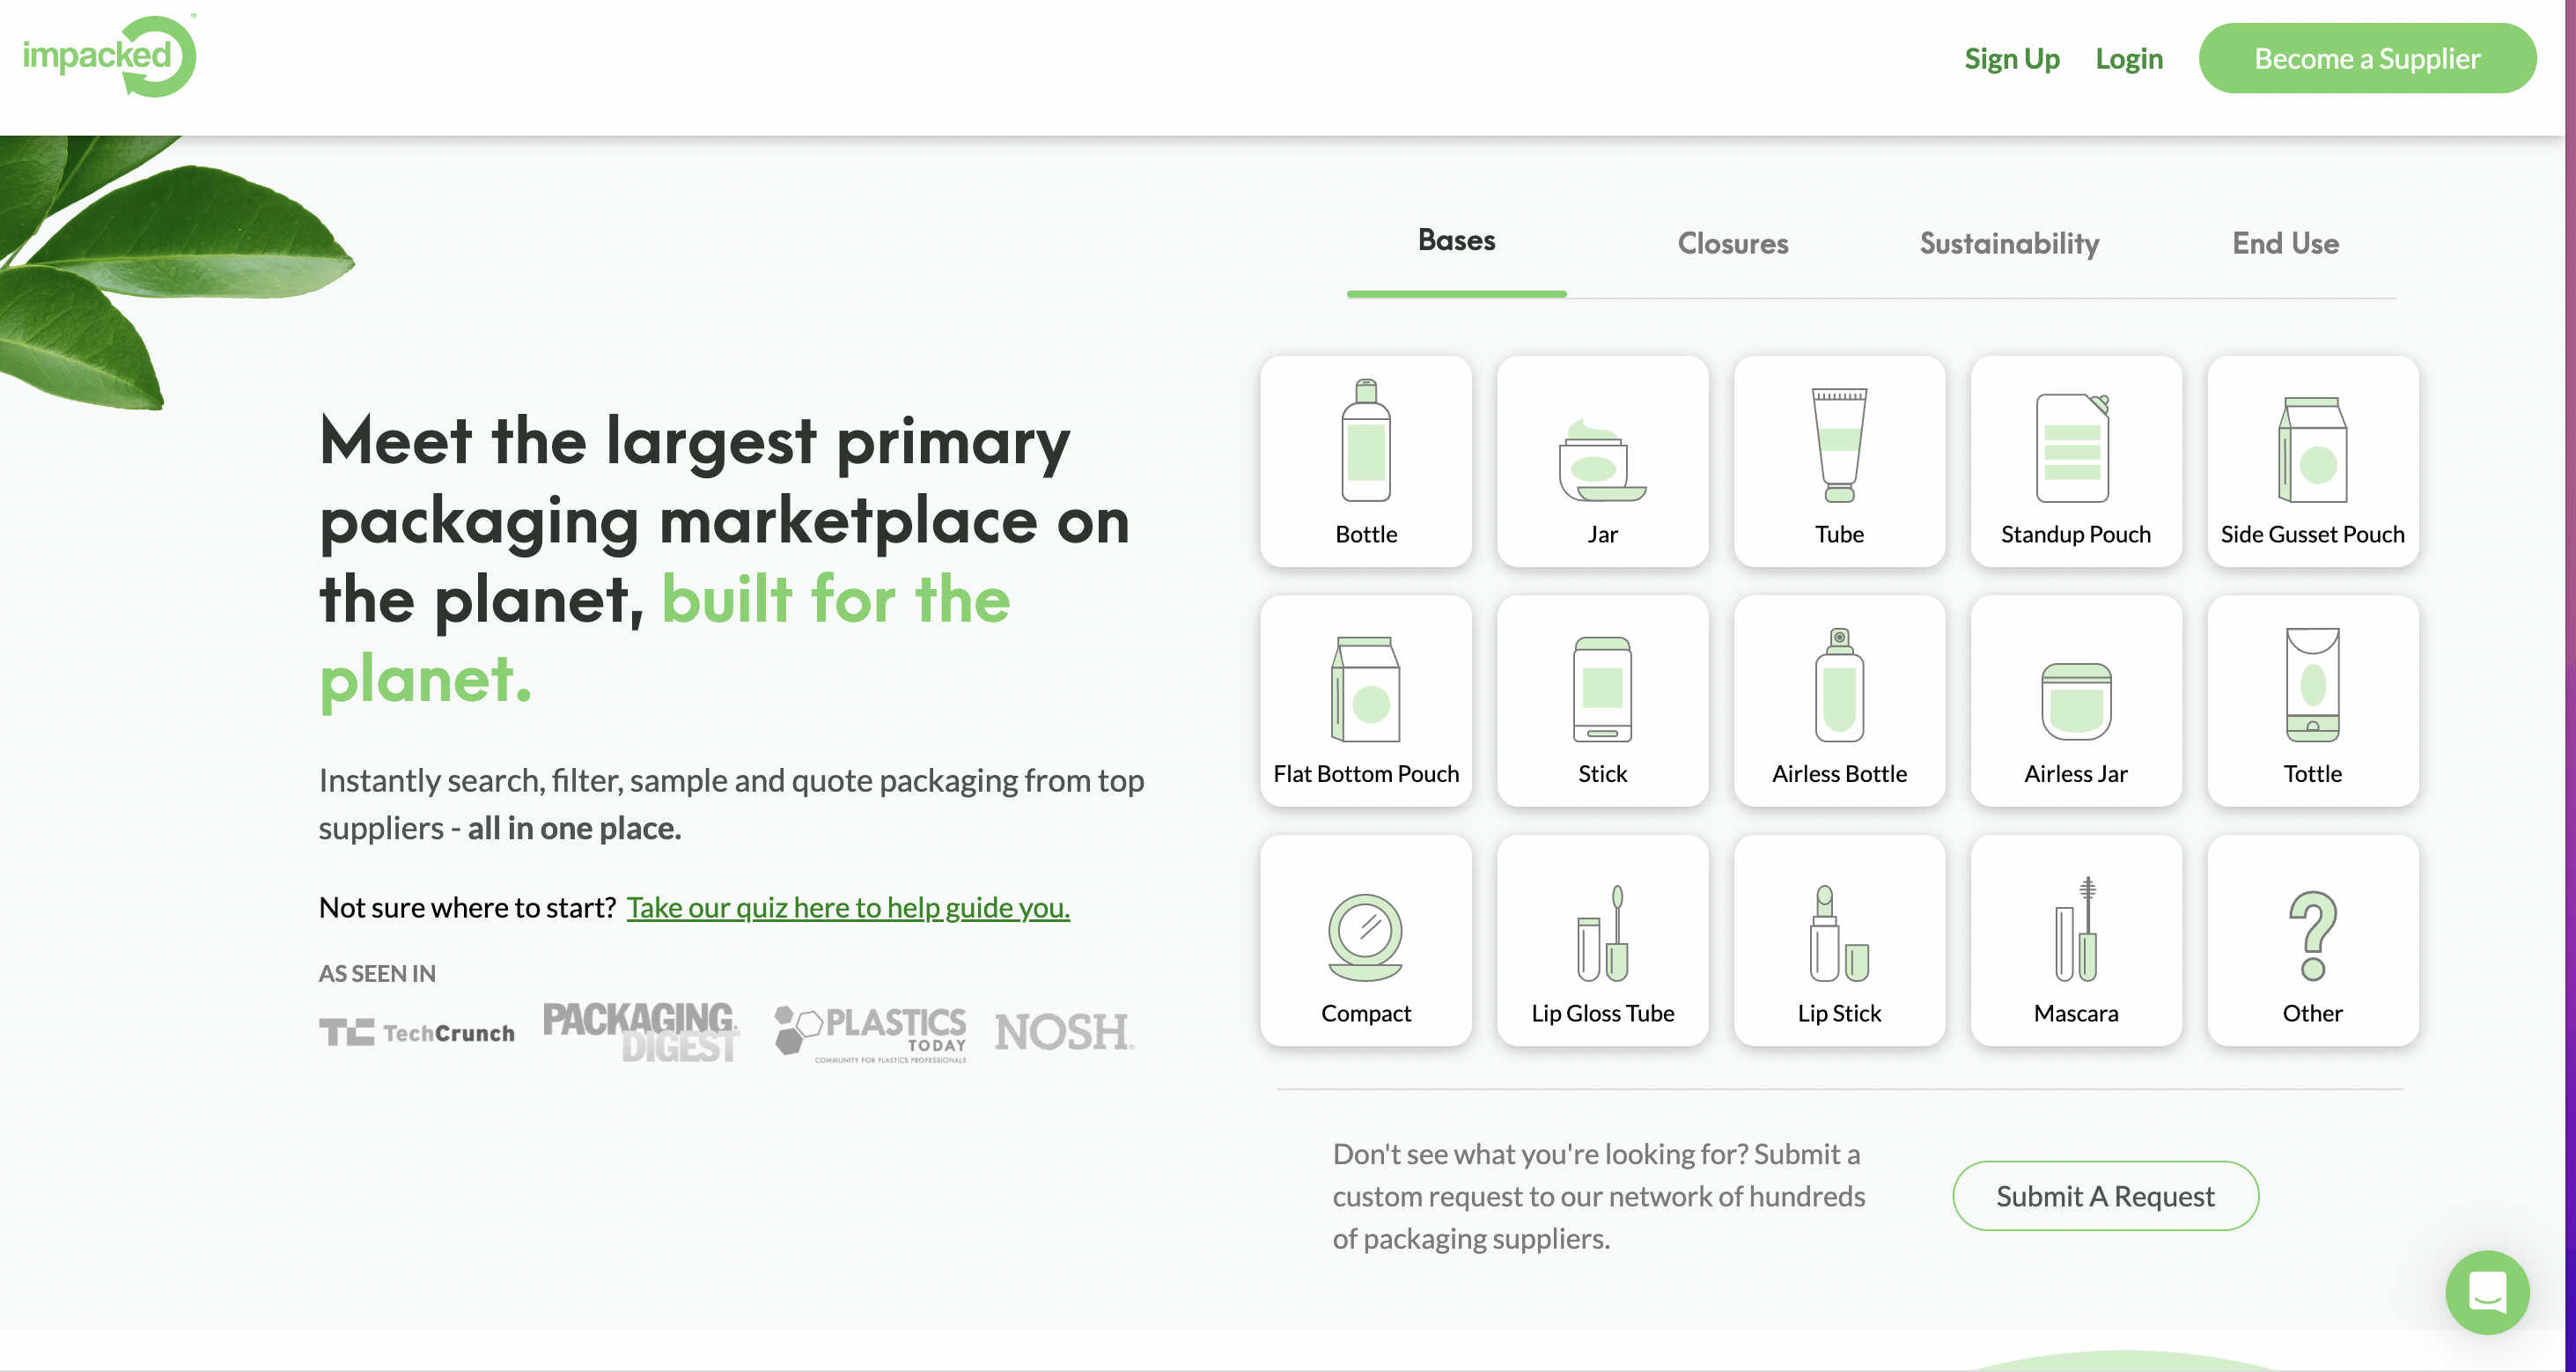 impacked
Sign Up
Login
Become a Supplier
Meet the largest primary
packaging marketplace on
the planet, built for the
planet.
Instantly search, filter, sample and quote packaging from top
suppliers - all in one place.
Not sure where to start? Take our quiz here to help guide you.
AS SEEN IN
TC TechCrunch
PACKAGING
DIGEST
PLASTICS
TODAY
COMMUNITY FOR PLASTICS PROFESSIONALS
NOSH
Bases
Closures
Sustainability
End Use
Bottle
Jar
Tube
Standup Pouch
Side Gusset Pouch
Flat Bottom Pouch
Stick
Airless Bottle
Airless Jar
Tottle
Compact
Lip Gloss Tube
Lip Stick
Mascara
Other
Don't see what you're looking for? Submit a
custom request to our network of hundreds
of packaging suppliers.
Submit A Request